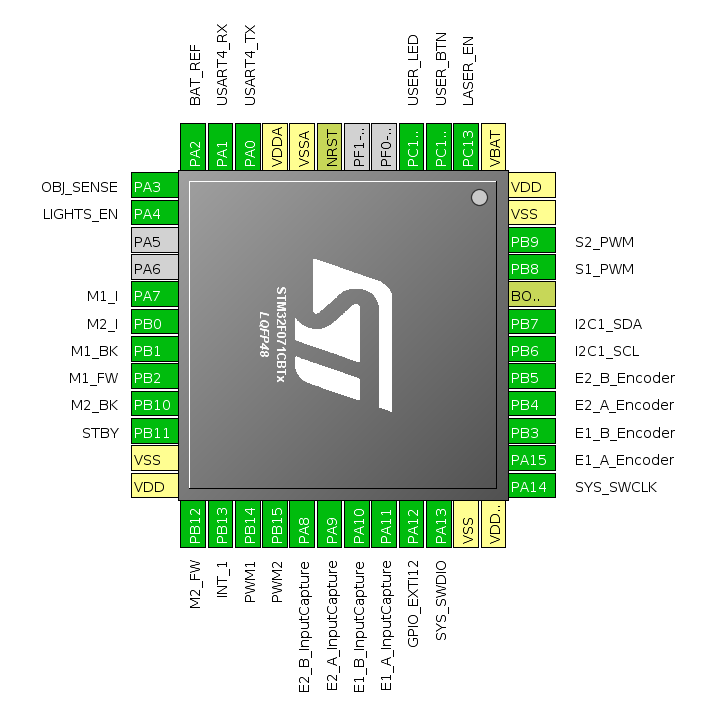 BAT_REF
USART4_RX
USART4_TX
USER_LED
USER_BTN
LASER_EN
PA2
PA1
PA0
VDDA
VSSA
NRST
PF1-..
PF0-..
PC1..
PC1..
PC13
VBAT
OBJ_SENSE PA3
LIGHTS_EN PA4
PA5
PA6
M1_I PA7
M2_I PB0
M1_BK PB1
M1_FW PB2
M2_BK PB10
STBY PB11
VSS
VDD
STM32F071CBTx
LQFP48
VDD
VSS
PB9 S2_PWM
PB8 S1_PWM
BO..
PB7 I2C1_SDA
PB6 I2C1_SCL
PB5 E2_B_Encoder
PB4 E2_A_Encoder
PB3 E1_B_Encoder
PA15 E1_A_Encoder
PA14 SYS_SWCLK
PB12
PB13
PB14
PB15
PA8
PA9
PA10
PA11
PA12
PA13
VSS
VDD..
M2_FW
INT_1
PWM1
PWM2
E2_B_InputCapture
E2_A_InputCapture
E1_B_InputCapture
E1_A_InputCapture
GPIO_EXTI12
SYS_SWDIO